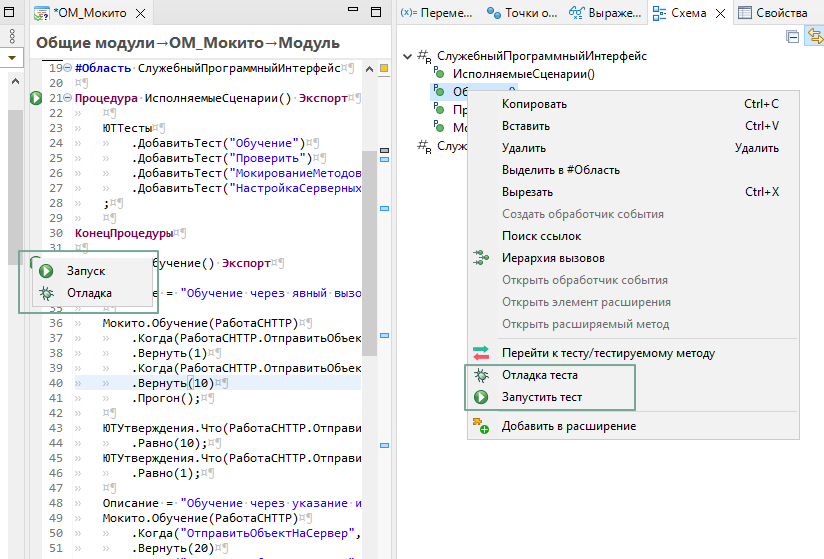 *ОМ_Мокито
Общие модули→ОМ_Мокито→Модуль
19 #Область СлужебныйПрограммныйИнтерфейс
20
21 Процедура ИсполняемыеСценарии() Экспорт
22
23 ЮТТесты
24 .ДобавитьТест("Обучение")
25 .ДобавитьТест("Проверить")
26 .ДобавитьТест("МокированиеМетодов
27 .ДобавитьТест("НастройкаСерверных
28 ;
29
30 КонецПроцедуры
31
бучение() Экспорт
Запуск
Отладка
е = "Обучение через явный вызо
35
36 Мокито.Обучение(РаботаСHTTP)
37 .Когда(РаботаСHTTP.ОтправитьОбъек
38 .Вернуть(1)
39 .Когда(РаботаСHTTP.ОтправитьОбъек
40 .Вернуть(10)
41 .Прогон();
42
43 ЮТУтверждения.Что(РаботаСHTTP.Отправи
44 .Равно(10);
45 ЮТУтверждения.Что(РаботаСHTTP.Отправи
46 .Равно(1);
47
48 Описание = "Обучение через указание и
49 Мокито.Обучение(РаботаСHTTP)
50 .Когда("ОтправитьОбъектНаСервер",
51 .Вернуть(20)
(x)= Переме...
Точки о...
Выраже...
Схема
Свойства
СлужебныйПрограммныйИнтерфейс
ИсполняемыеСценарии()
Об
Пр
Мо
Служ
Копировать Ctrl+C
Вставить Ctrl+V
Удалить Удалить
Выделить в #Область
Вырезать Ctrl+X
Создать обработчик события
Поиск ссылок
Иерархия вызовов
Открыть обработчик события
Открыть элемент расширения
Открыть расширяемый метод
Перейти к тесту/тестируемому методу
Отладка теста
Запустить тест
Добавить в расширение